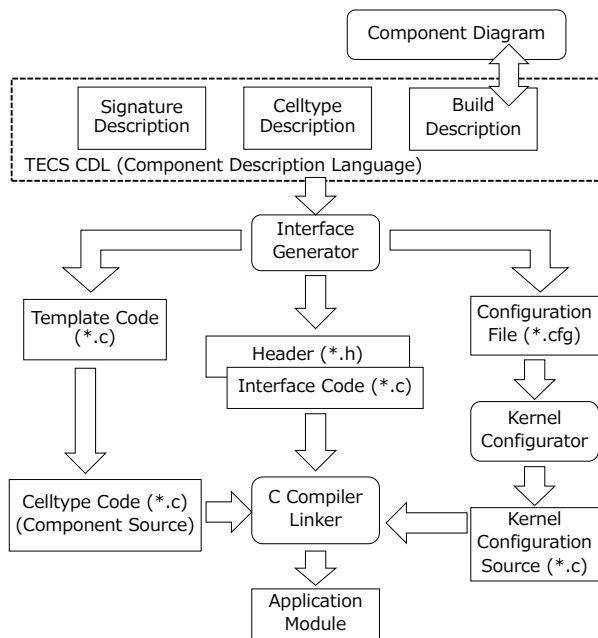 Component Diagram
Signature
Description
Celltype
Description
Build
Description
TECS CDL (Component Description Language)
Interface
Generator
Template Code
(*.c)
Header (*.h)
Interface Code (*.c)
Configuration
File (*.cfg)
Kernel
Configurator
Celltype Code (*.c)
(Component Source)
C Compiler
Linker
Kernel
Configuration
Source (*.c)
Application
Module